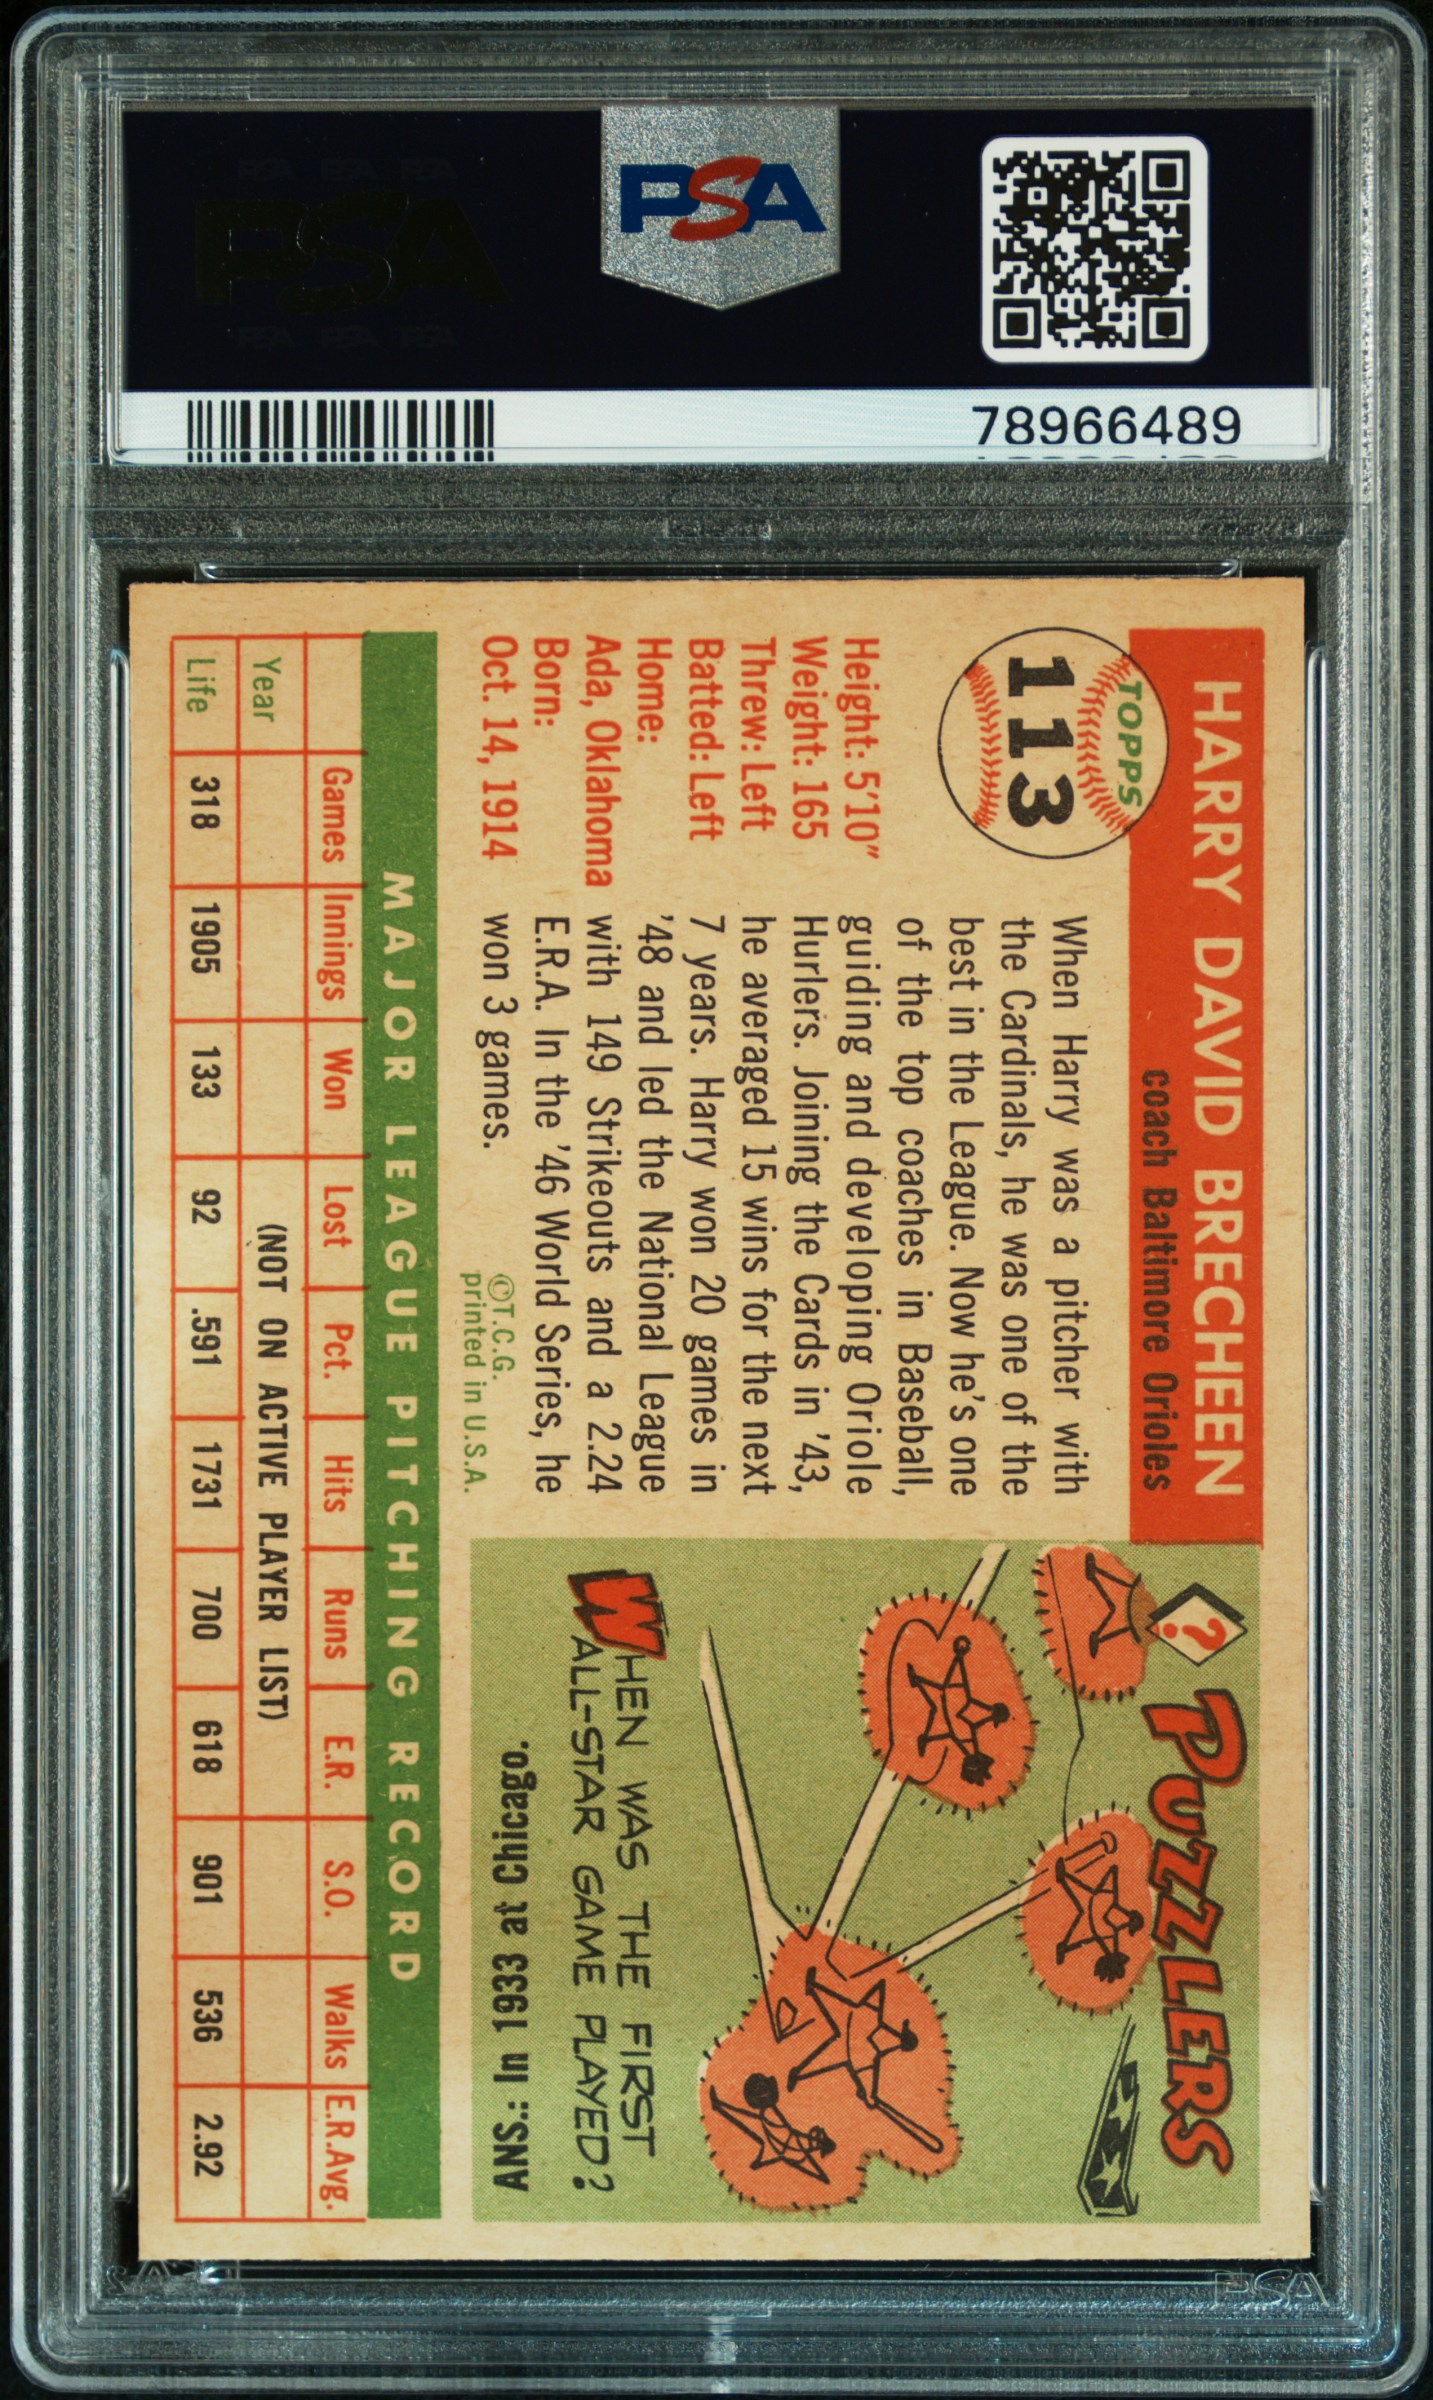 PSA
78966489
HARRY DAVID BRECHEEN
coach Baltimore Orioles
TOPPS
113
Height: 5'10"
Weight: 165
Threw: Left
Batted: Left
Home:
Ada, Oklahoma
Born:
Oct. 14, 1914
When Harry was a pitcher with
the Cardinals, he was one of the
best in the League. Now he's one
of the top coaches in Baseball,
guiding and developing Oriole
Hurlers. Joining the Cards in '43,
he averaged 15 wins for the next
7 years. Harry won 20 games in
'48 and led the National League
with 149 Strikeouts and a 2.24
E.R.A. In the '46 World Series, he
won 3 games.
©T.C.G.
printed in U.S.A.
? PUZZLERS
WHEN WAS THE FIRST
ALL-STAR GAME PLAYED?
ANS.: In 1933 at Chicago.
MAJOR LEAGUE PITCHING RECORD
Games Innings Won Lost Pct. Hits Runs E.R. S.O. Walks E.R.Avg.
Year (NOT ON ACTIVE PLAYER LIST)
Life 318 1905 133 92 .591 1731 700 618 901 536 2.92
PSA